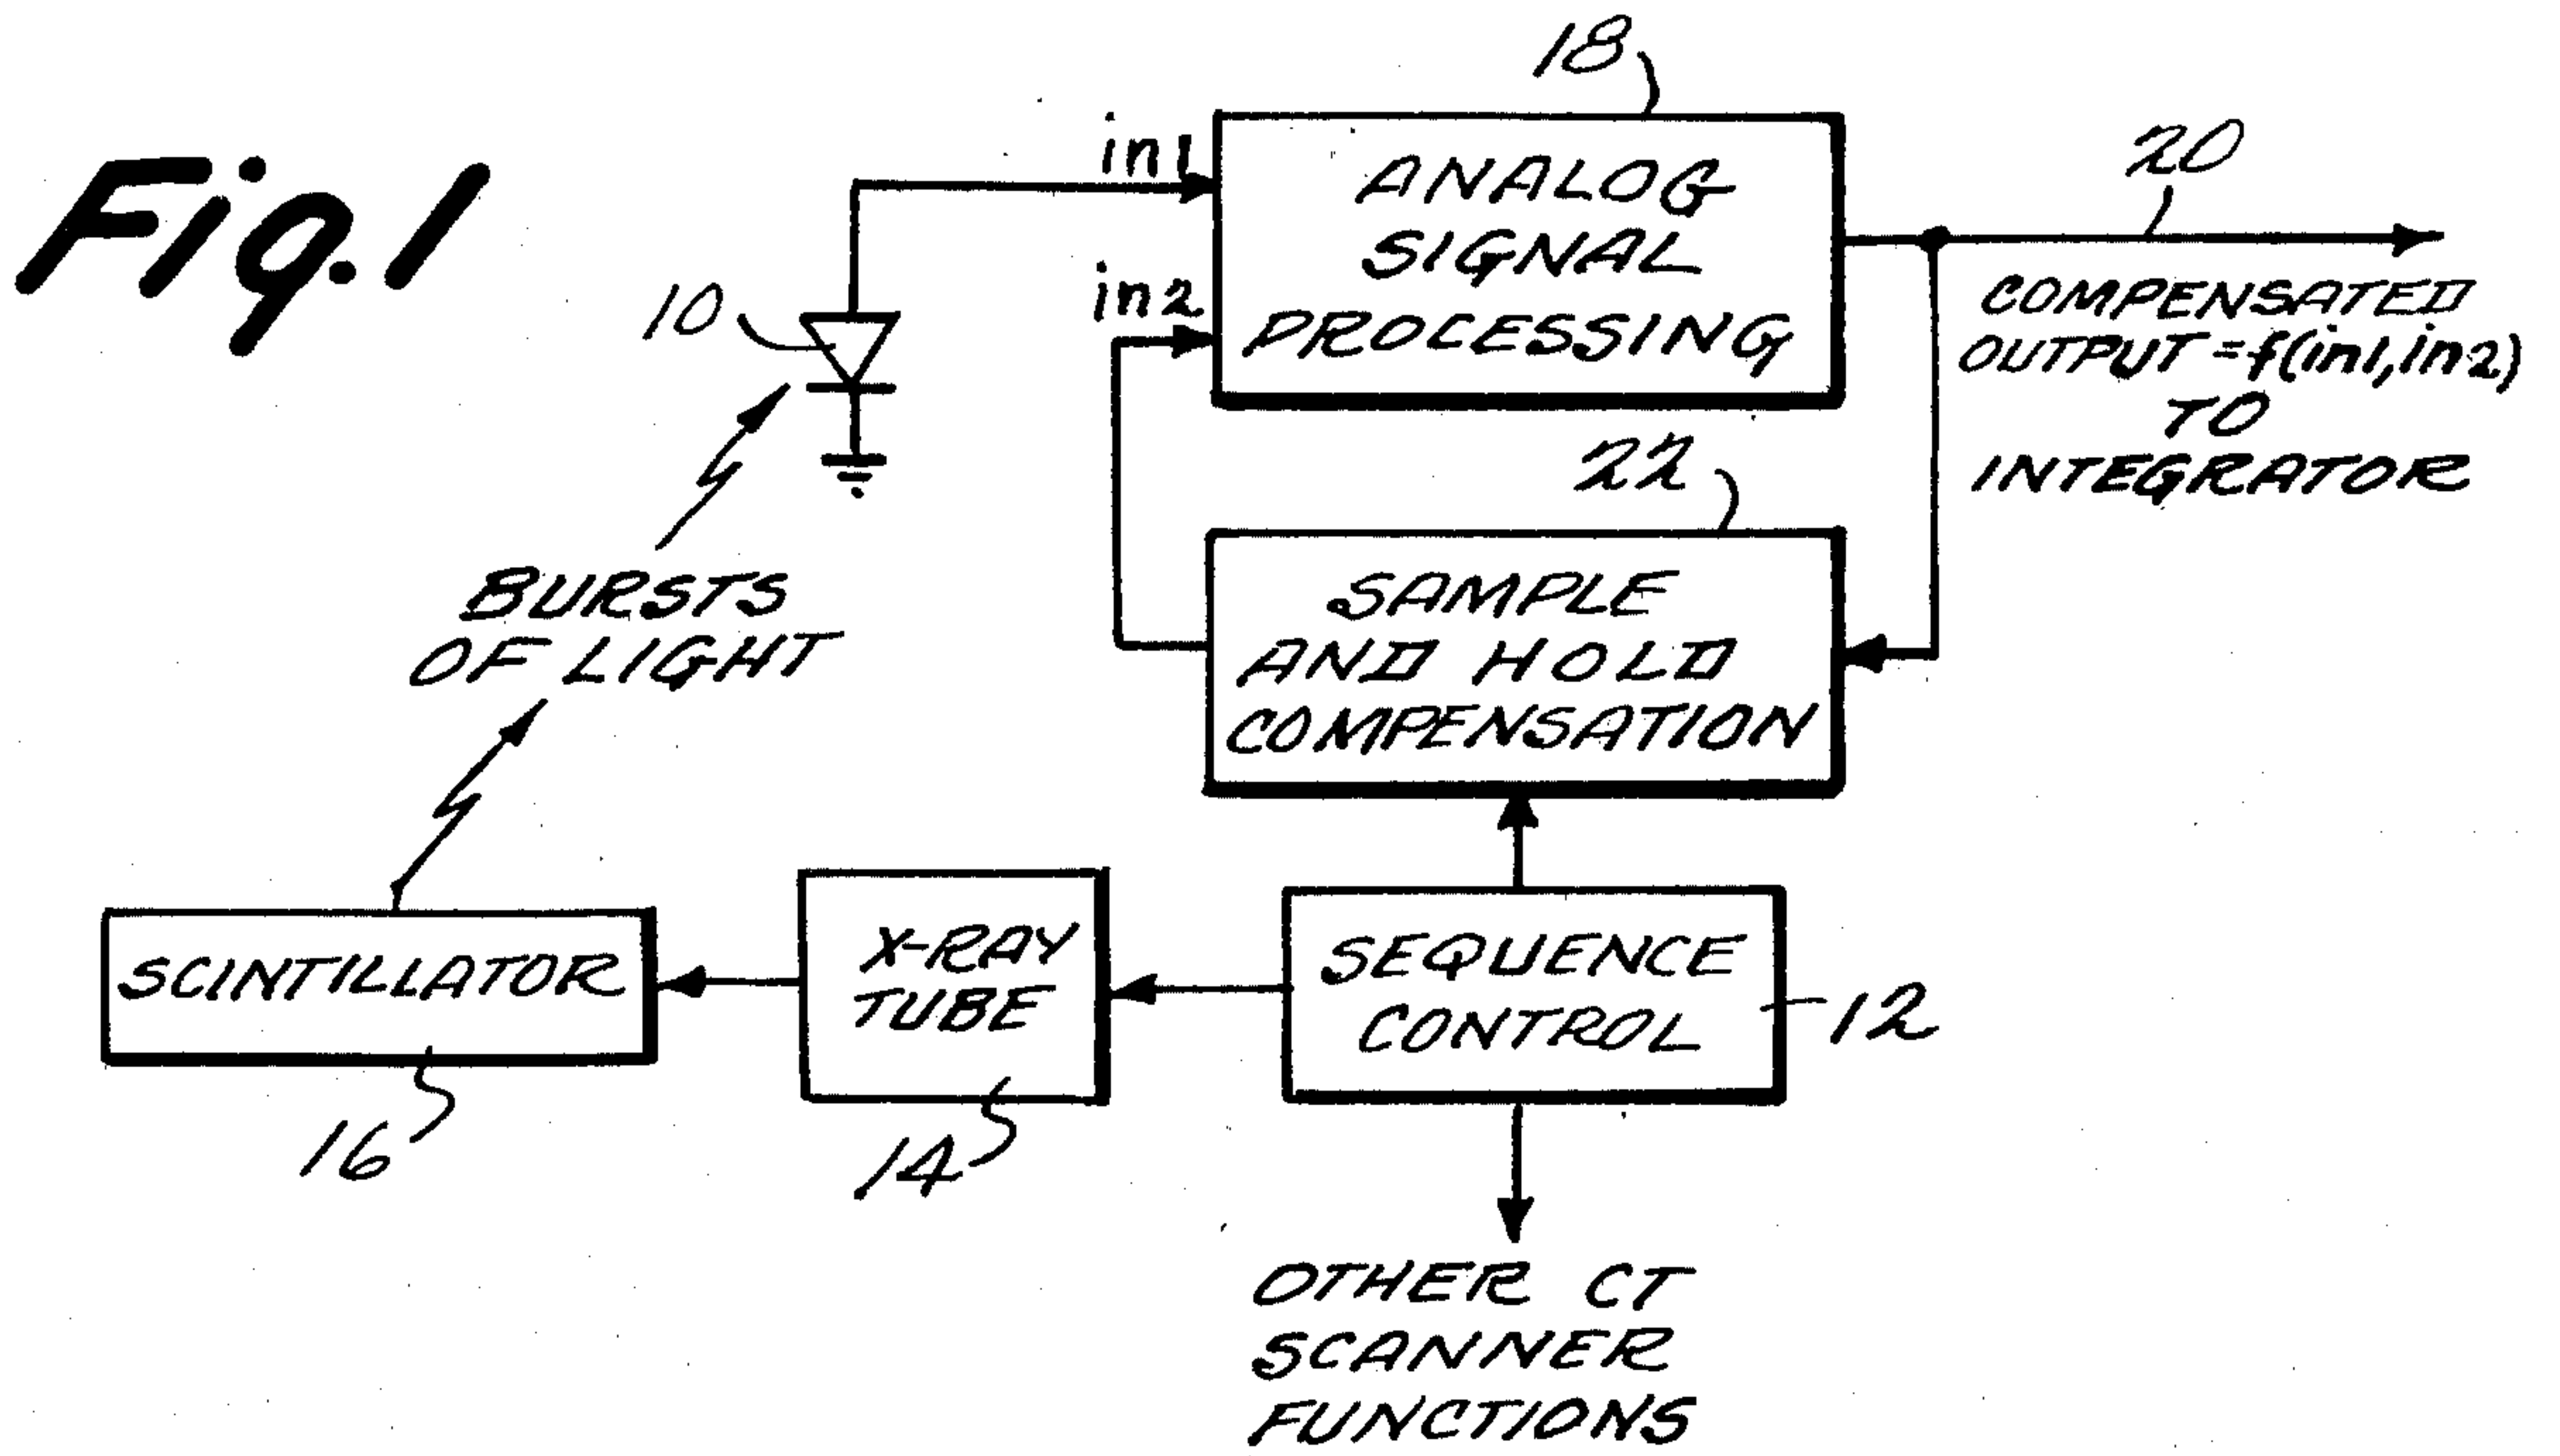 Fig.1
18
in1
ANALOG
SIGNAL
PROCESSING
20
in2
10
COMPENSATED
OUTPUT=f(in1,in2)
TO
INTEGRATOR
22
SAMPLE
AND HOLD
COMPENSATION
BURSTS
OF LIGHT
SCINTILLATOR
16
X-RAY
TUBE
14
SEQUENCE
CONTROL
12
OTHER CT
SCANNER
FUNCTIONS